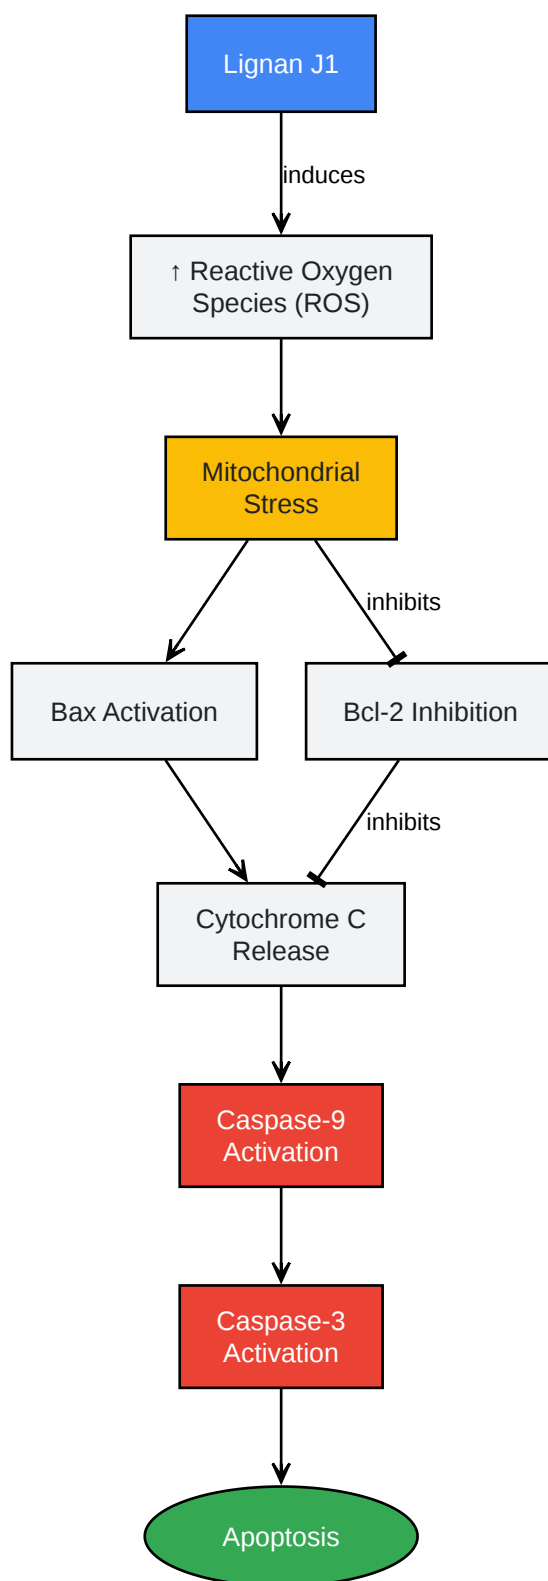 Lignan J1
induces
↑ Reactive Oxygen
Species (ROS)
Mitochondrial
Stress
inhibits
Bax Activation
Bcl-2 Inhibition
inhibits
Cytochrome C
Release
Caspase-9
Activation
Caspase-3
Activation
Apoptosis